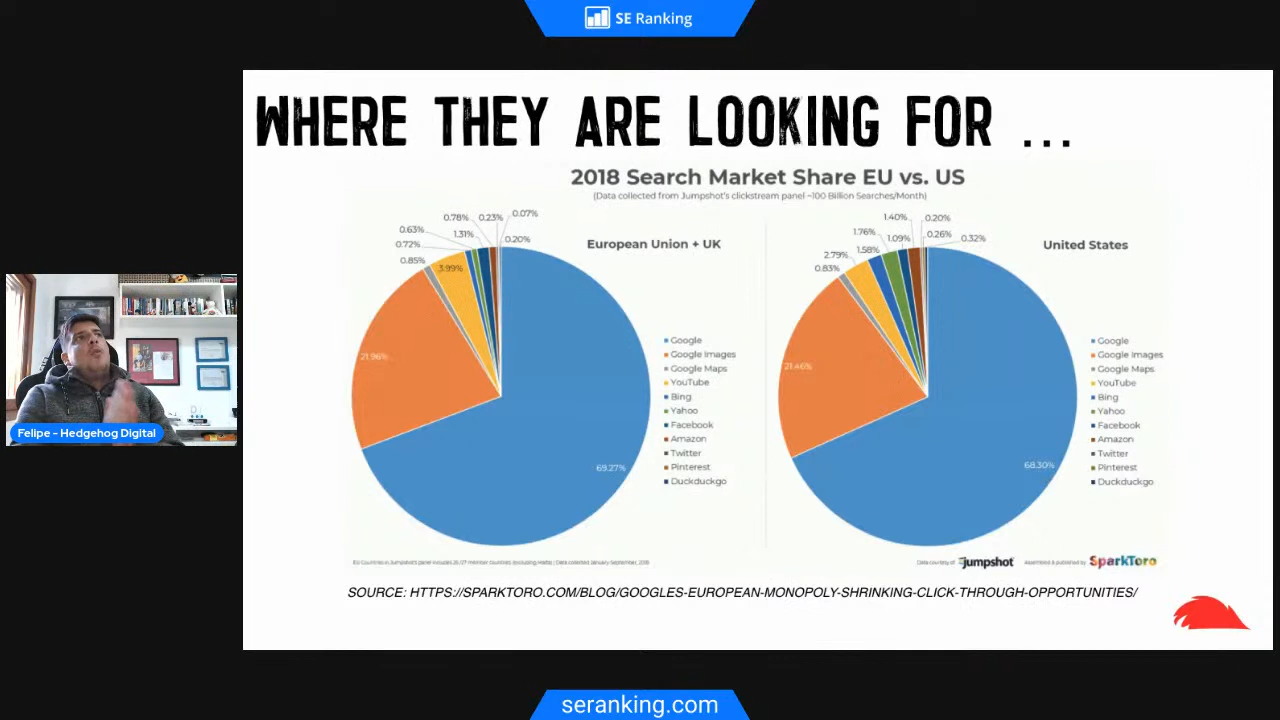 SE Ranking
WHERE THEY ARE LOOKING FOR ...
2018 Search Market Share EU vs. US
(Data collected from Jumpshot's clickstream panel ~100 Billion Searches/Month)
European Union + UK
0.07%
0.23%
0.78%
0.20%
1.31%
0.63%
0.72%
0.85%
3.99%
21.96%
69.27%
Google
Google Images
Google Maps
YouTube
Bing
Yahoo
Facebook
Amazon
Twitter
Pinterest
Duckduckgo
United States
1.40%
0.20%
1.76%
1.09%
0.26%
0.32%
1.58%
2.79%
0.83%
21.46%
68.30%
Google
Google Images
Google Maps
YouTube
Bing
Yahoo
Facebook
Amazon
Twitter
Pinterest
Duckduckgo
Data courtesy of Jumpshot
Assembled & published by SparkToro
SOURCE: HTTPS://SPARKTORO.COM/BLOG/GOOGLES-EUROPEAN-MONOPOLY-SHRINKING-CLICK-THROUGH-OPPORTUNITIES/
Felipe - Hedgehog Digital
seranking.com